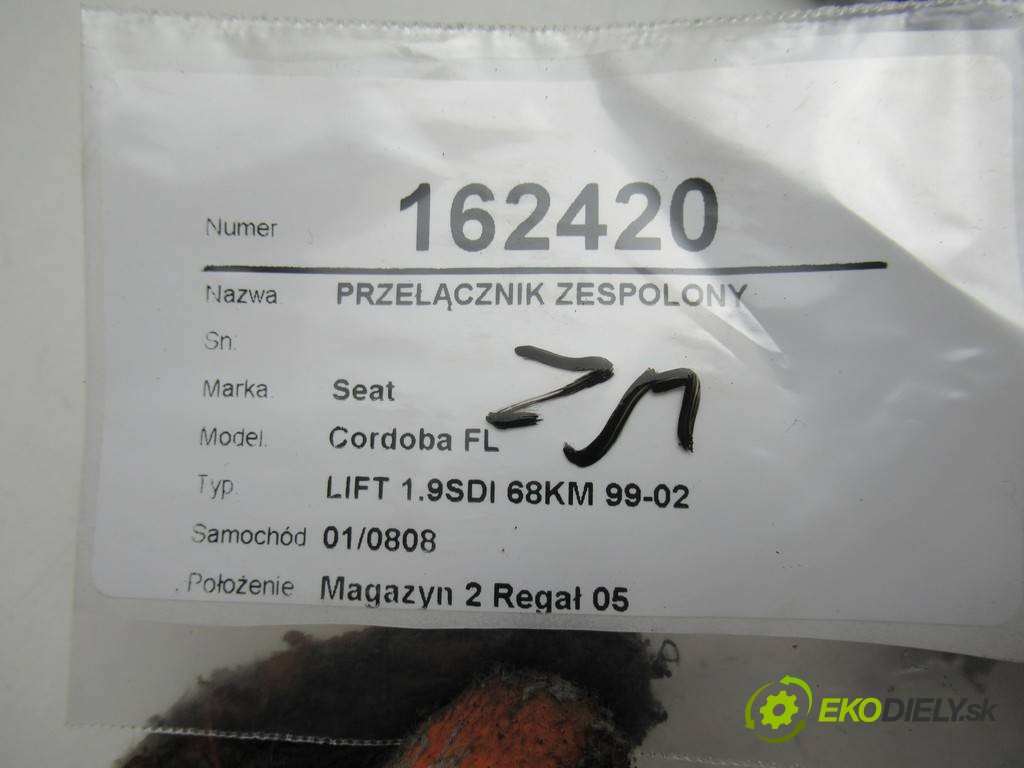 Numer 162420
Nazwa PRZEŁĄCZNIK ZESPOLONY
Sn:
Marka Seat
Model. Cordoba FL
Typ. LIFT 1.9SDI 68KM 99-02
Samochód 01/0808
Położenie Magazyn 2 Regał 05
EKODIELY.sk